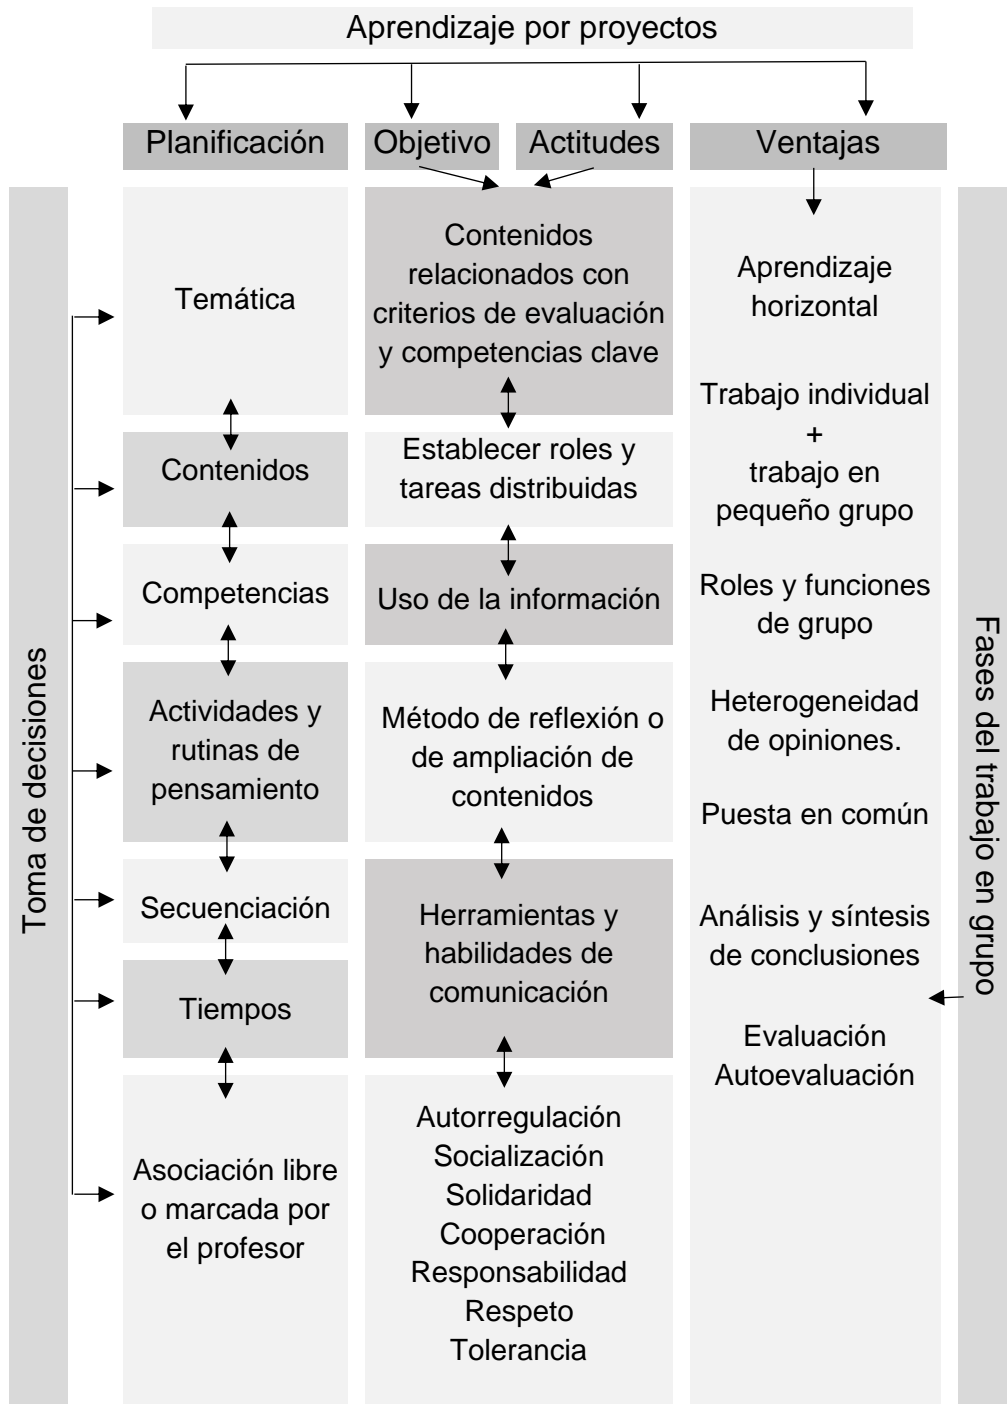 Aprendizaje por proyectos
Planificación
Objetivo
Actitudes
Ventajas
Toma de decisiones
Temática
Contenidos
Competencias
Actividades y
rutinas de
pensamiento
Secuenciación
Tiempos
Asociación libre
o marcada por
el profesor
Contenidos
relacionados con
criterios de evaluación
y competencias clave
Establecer roles y
tareas distribuidas
Uso de la información
Método de reflexión o
de ampliación de
contenidos
Herramientas y
habilidades de
comunicación
Autorregulación
Socialización
Solidaridad
Cooperación
Responsabilidad
Respeto
Tolerancia
Aprendizaje
horizontal
Trabajo individual
+
trabajo en
pequeño grupo
Roles y funciones
de grupo
Heterogeneidad
de opiniones.
Puesta en común
Análisis y síntesis
de conclusiones
Evaluación
Autoevaluación
Fases del trabajo en grupo